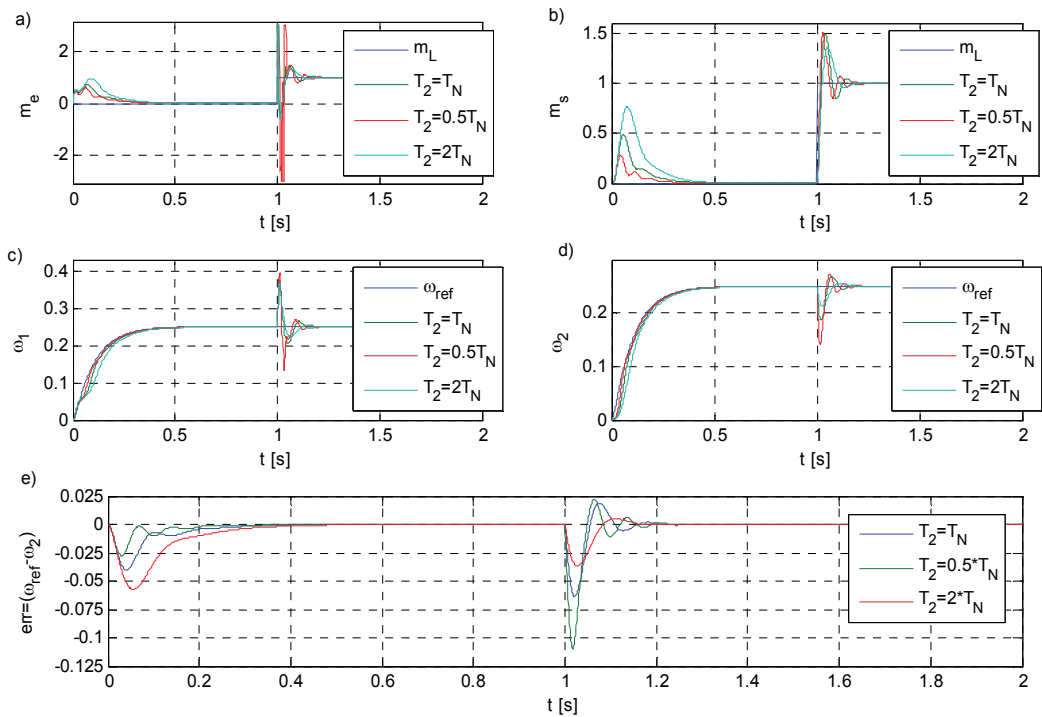 a)
2
0
-2
m_e
0
0.5
1
1.5
2
t [s]
m_L
T_2=T_N
T_2=0.5T_N
T_2=2T_N
b)
1.5
1
0.5
0
m_s
0
0.5
1
1.5
2
t [s]
m_L
T_2=T_N
T_2=0.5T_N
T_2=2T_N
c)
0.4
0.3
0.2
0.1
0
ω_1
0
0.5
1
1.5
2
t [s]
ω_ref
T_2=T_N
T_2=0.5T_N
T_2=2T_N
d)
0.2
0.1
0
ω_2
0
0.5
1
1.5
2
t [s]
ω_ref
T_2=T_N
T_2=0.5T_N
T_2=2T_N
e)
0.025
0
-0.025
-0.05
-0.075
-0.1
-0.125
err=(ω_ref-ω_2)
0
0.2
0.4
0.6
0.8
1
1.2
1.4
1.6
1.8
2
t [s]
T_2=T_N
T_2=0.5*T_N
T_2=2*T_N